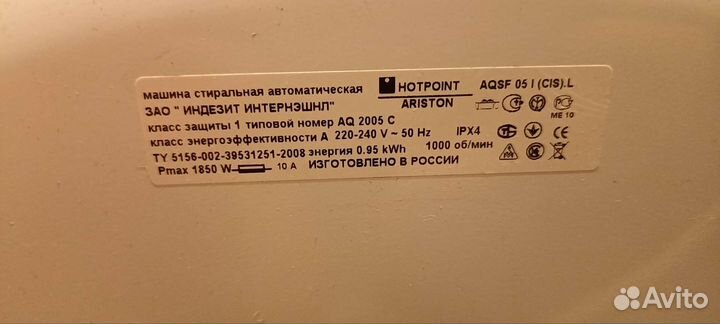 машина стиральная автоматическая
ЗАО " ИНДЕЗИТ ИНТЕРНЭШНЛ"
класс защиты 1 типовой номер AQ 2005 C
класс энергоэффективности А 220-240 V ~ 50 Hz IPX4
ТУ 5156-002-39531251-2008 энергия 0.95 kWh 1000 об/мин
Pmax 1850 W 10 A ИЗГОТОВЛЕНО В РОССИИ
HOTPOINT
ARISTON
AQSF 05 I (CIS).L
ME 10
Avito